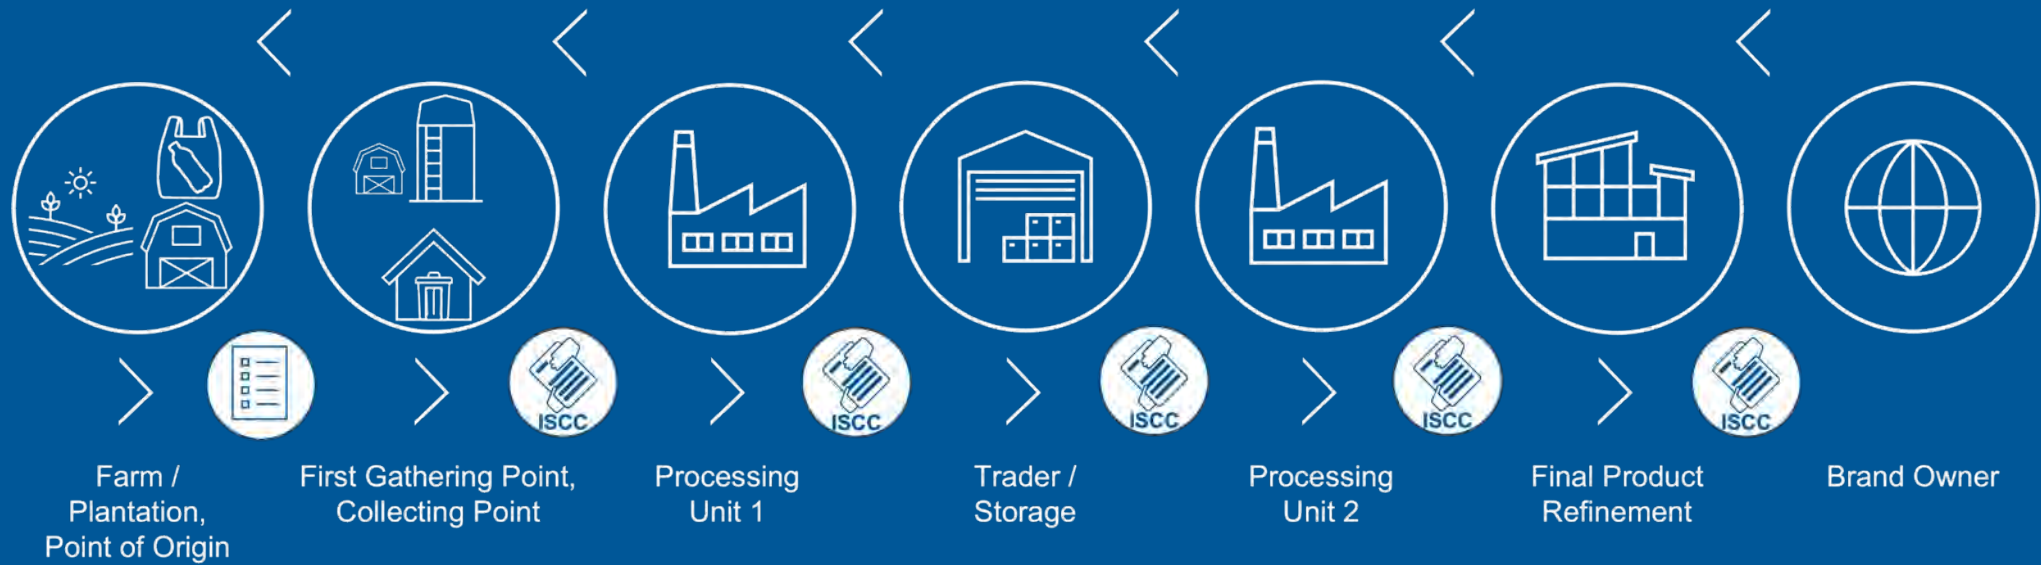 ISCC
ISCC
ISCC
ISCC
ISCC
Farm /
Plantation,
Point of Origin
First Gathering Point,
Collecting Point
Processing
Unit 1
Trader /
Storage
Processing
Unit 2
Final Product
Refinement
Brand Owner